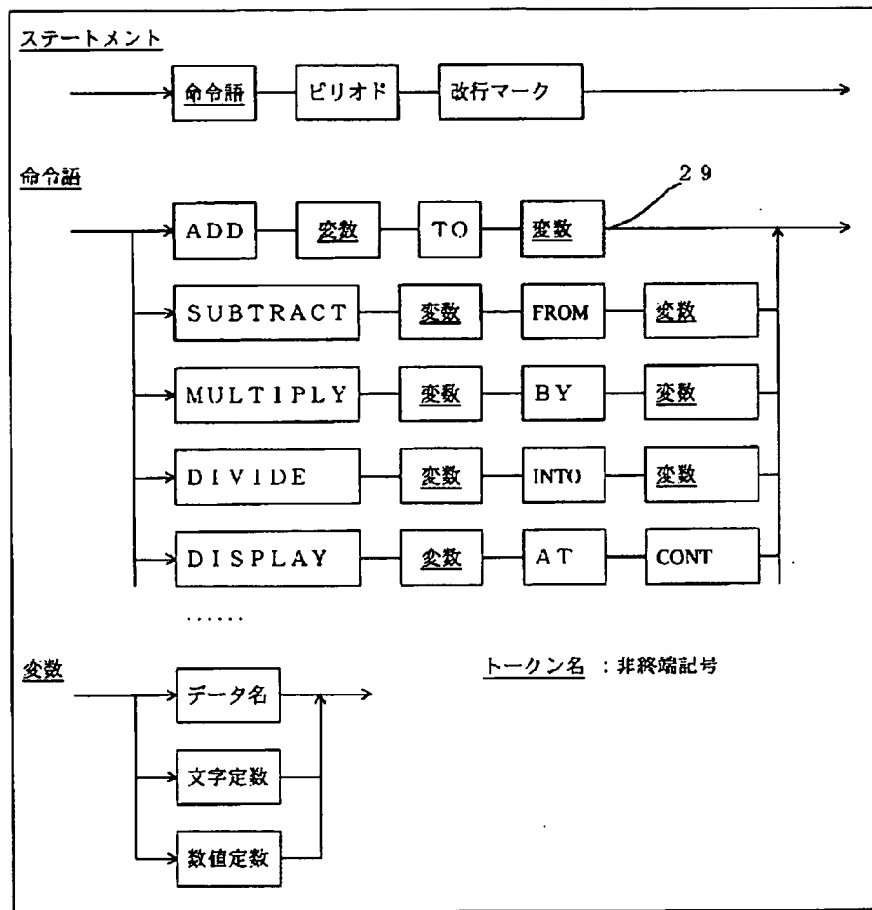 ステートメント
命令語 ピリオド 改行マーク
命令語
29
ADD 変数 TO 変数
SUBTRACT 変数 FROM 変数
MULTIPLY 変数 BY 変数
DIVIDE 変数 INTO 変数
DISPLAY 変数 AT CONT
......
変数
トークン名 : 非終端記号
データ名
文字定数
数値定数